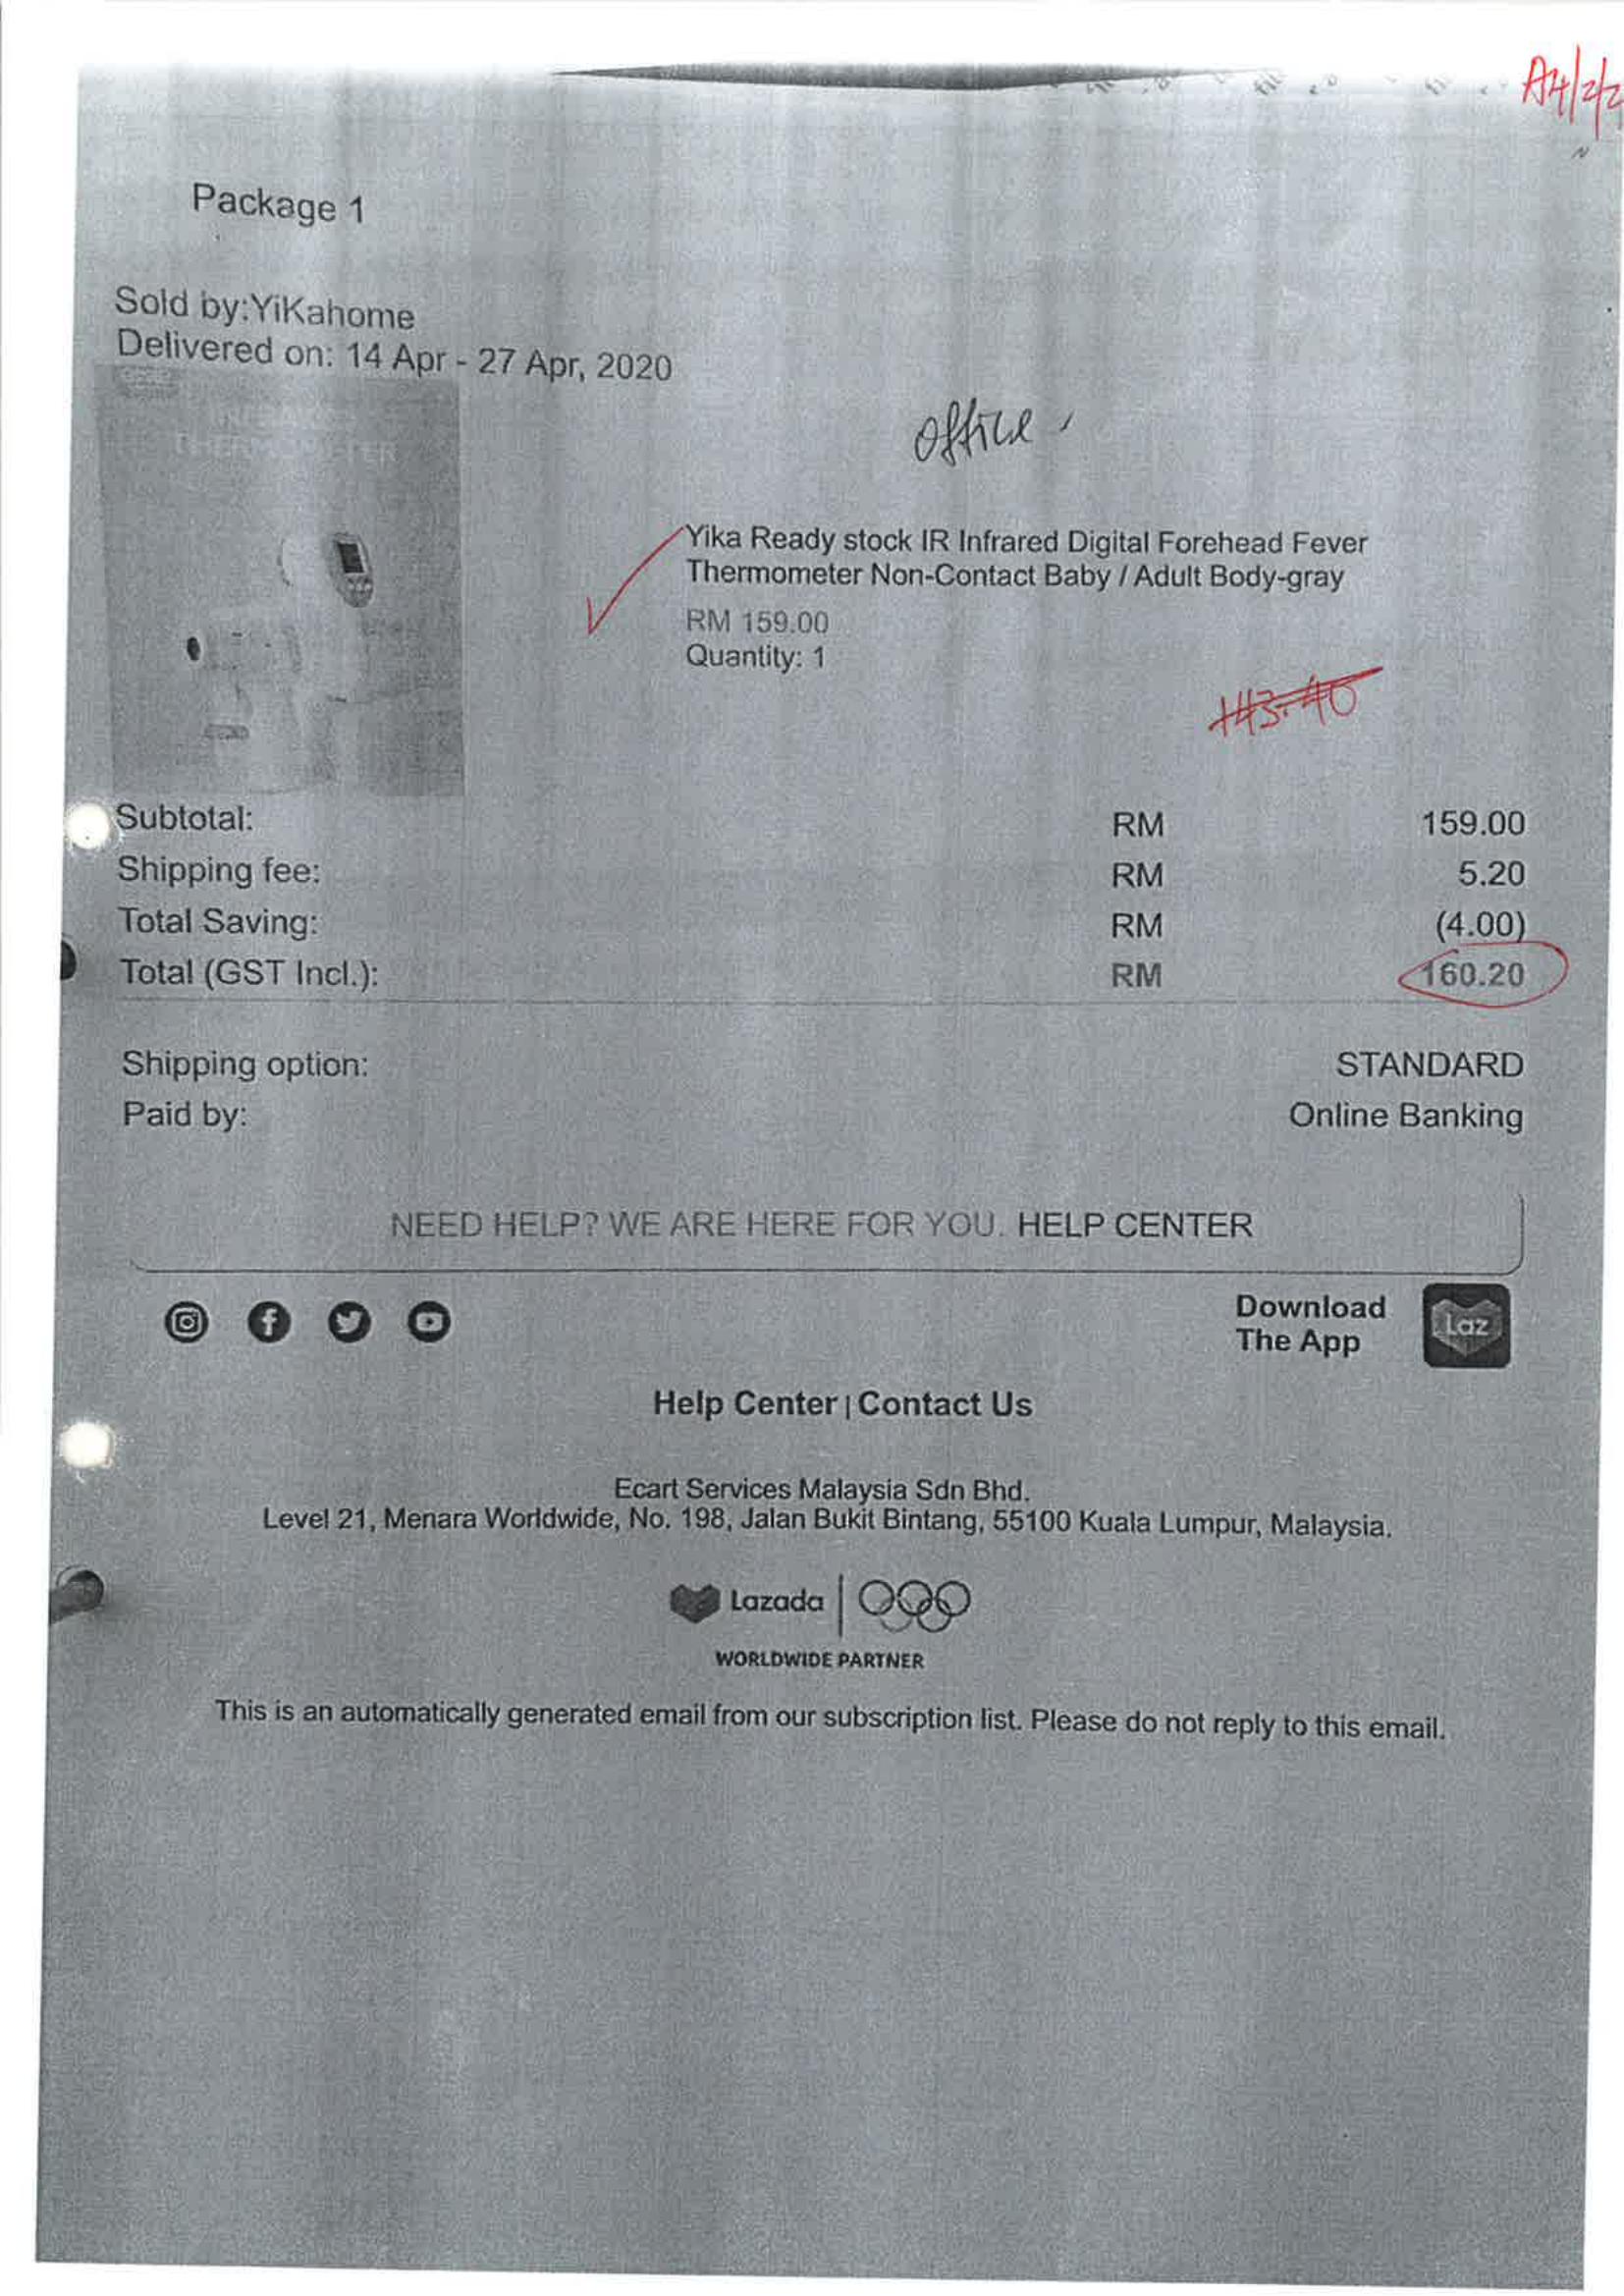 A4/2/2
Package 1
Sold by:YiKahome
Delivered on: 14 Apr - 27 Apr, 2020
office
Yika Ready stock IR Infrared Digital Forehead Fever
Thermometer Non-Contact Baby / Adult Body-gray
RM 159.00
Quantity: 1
143.40
Subtotal: RM 159.00
Shipping fee: RM 5.20
Total Saving: RM (4.00)
Total (GST Incl.): RM 160.20
Shipping option: STANDARD
Paid by: Online Banking
NEED HELP? WE ARE HERE FOR YOU. HELP CENTER
Download
The App
Laz
Help Center | Contact Us
Ecart Services Malaysia Sdn Bhd.
Level 21, Menara Worldwide, No. 198, Jalan Bukit Bintang, 55100 Kuala Lumpur, Malaysia.
Lazada
WORLDWIDE PARTNER
This is an automatically generated email from our subscription list. Please do not reply to this email.